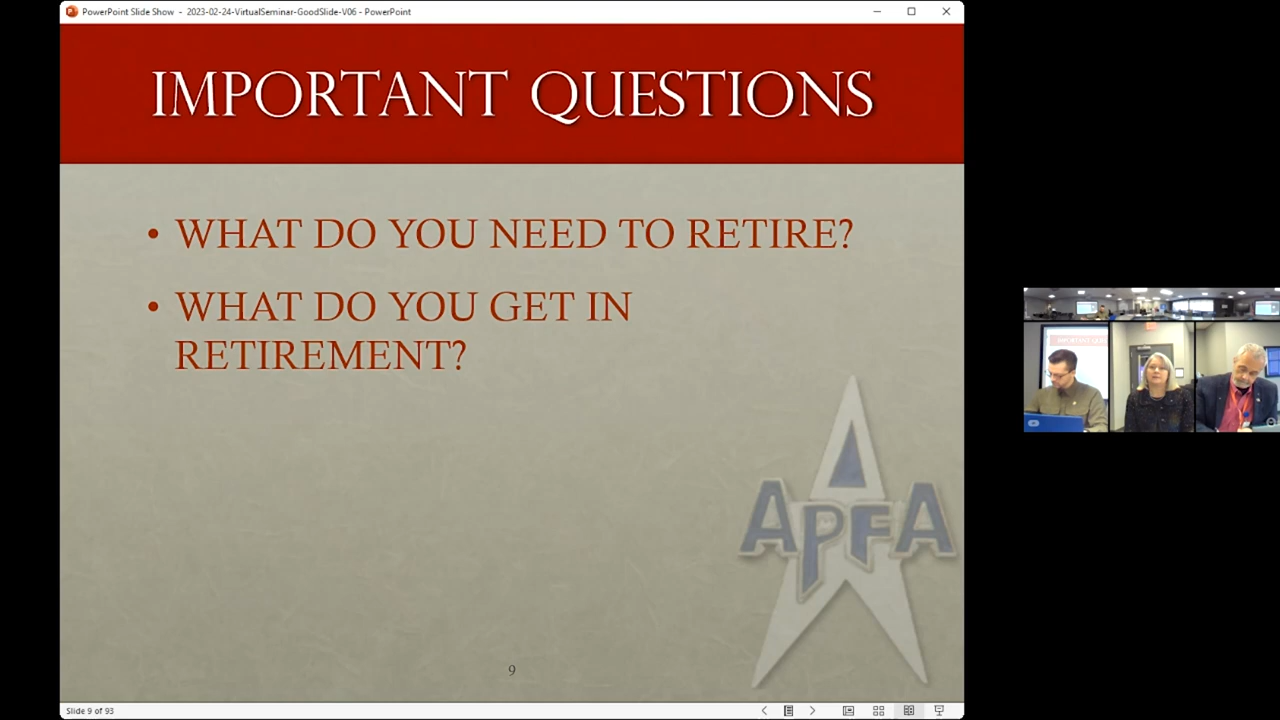 PowerPoint Slide Show - 2023-02-24-VirtualSeminar-GoodSlide-V06 - PowerPoint
IMPORTANT QUESTIONS
• WHAT DO YOU NEED TO RETIRE?
• WHAT DO YOU GET IN
RETIREMENT?
APFA
9
Slide 9 of 93